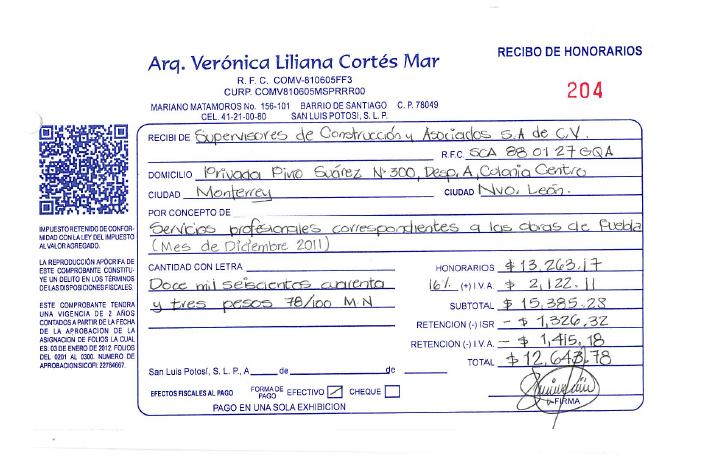 Arq. Verónica Liliana Cortés Mar
RECIBO DE HONORARIOS
R. F. C. COMV-810605FF3
CURP. COMV810605MSPRRR00
204
MARIANO MATAMOROS No. 156-101 BARRIO DE SANTIAGO C. P. 78049
CEL. 41-21-00-80 SAN LUIS POTOSI, S. L. P.
RECIBI DE Supervisores de Construcción y Asociados S.A de C.V.
R.F.C. SCA 88 01 27 GQA
DOMICILIO Privada Pino Suárez Nº 300, Desp. A, Colonia Centro
CIUDAD Monterrey CIUDAD Nvo. León.
POR CONCEPTO DE
Servicios profesionales correspondientes a las obras de Puebla
(Mes de Diciembre 2011)
CANTIDAD CON LETRA
Doce mil seiscientos cuarenta
y tres pesos 78/100 M.N
HONORARIOS $ 13,263.17
16% (+) I.V.A. $ 2,122.11
SUBTOTAL $ 15,385.28
RETENCION (-) ISR - $ 1,326.32
RETENCION (-) I.V.A. - $ 1,415.18
TOTAL $ 12,643.78
San Luis Potosí, S. L. P., A de de
EFECTOS FISCALES AL PAGO FORMA DE PAGO EFECTIVO CHEQUE
PAGO EN UNA SOLA EXHIBICION
FIRMA
IMPUESTO RETENIDO DE CONFOR-
MIDAD CON LA LEY DEL IMPUESTO
AL VALOR AGREGADO.
LA REPRODUCCIÓN APÓCRIFA DE
ESTE COMPROBANTE CONSTITU-
YE UN DELITO EN LOS TÉRMINOS
DE LAS DISPOSICIONES FISCALES
ESTE COMPROBANTE TENDRA
UNA VIGENCIA DE 2 AÑOS
CONTADOS A PARTIR DE LA FECHA
DE LA APROBACION DE LA
ASIGNACION DE FOLIOS LA CUAL
ES: 03 DE ENERO DE 2012. FOLIOS
DEL 0201 AL 0300. NUMERO DE
APROBACION SICOFI: 22784667.